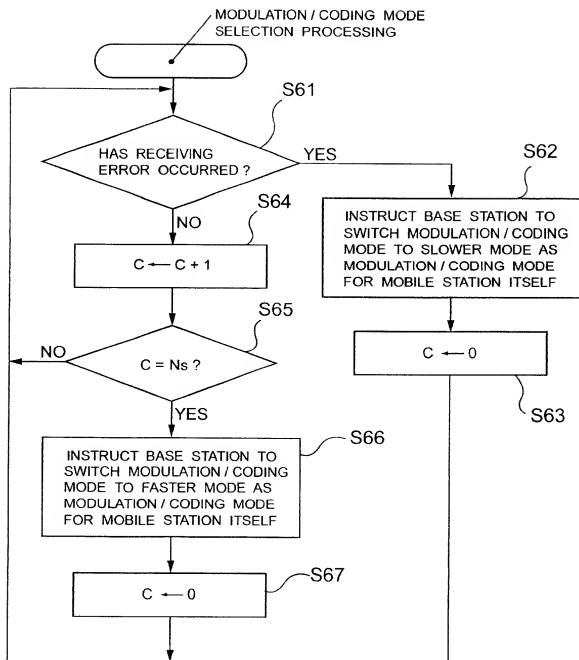 MODULATION / CODING MODE
SELECTION PROCESSING
S61
HAS RECEIVING
ERROR OCCURRED ?
YES
S62
INSTRUCT BASE STATION TO
SWITCH MODULATION / CODING
MODE TO SLOWER MODE AS
MODULATION / CODING MODE
FOR MOBILE STATION ITSELF
NO
S64
C ← C + 1
S65
NO
C = Ns ?
C ← 0
S63
YES
S66
INSTRUCT BASE STATION TO
SWITCH MODULATION / CODING
MODE TO FASTER MODE AS
MODULATION / CODING MODE
FOR MOBILE STATION ITSELF
S67
C ← 0